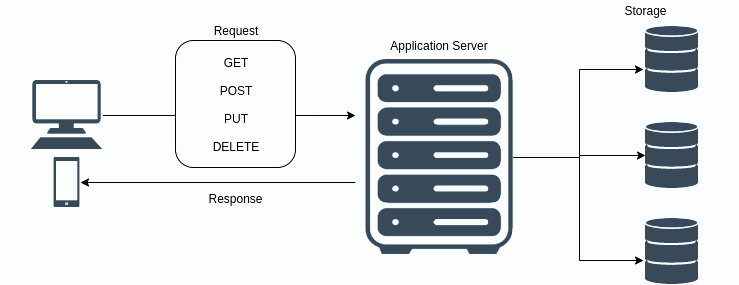 Request
GET
POST
PUT
DELETE
Response
Application Server
Storage